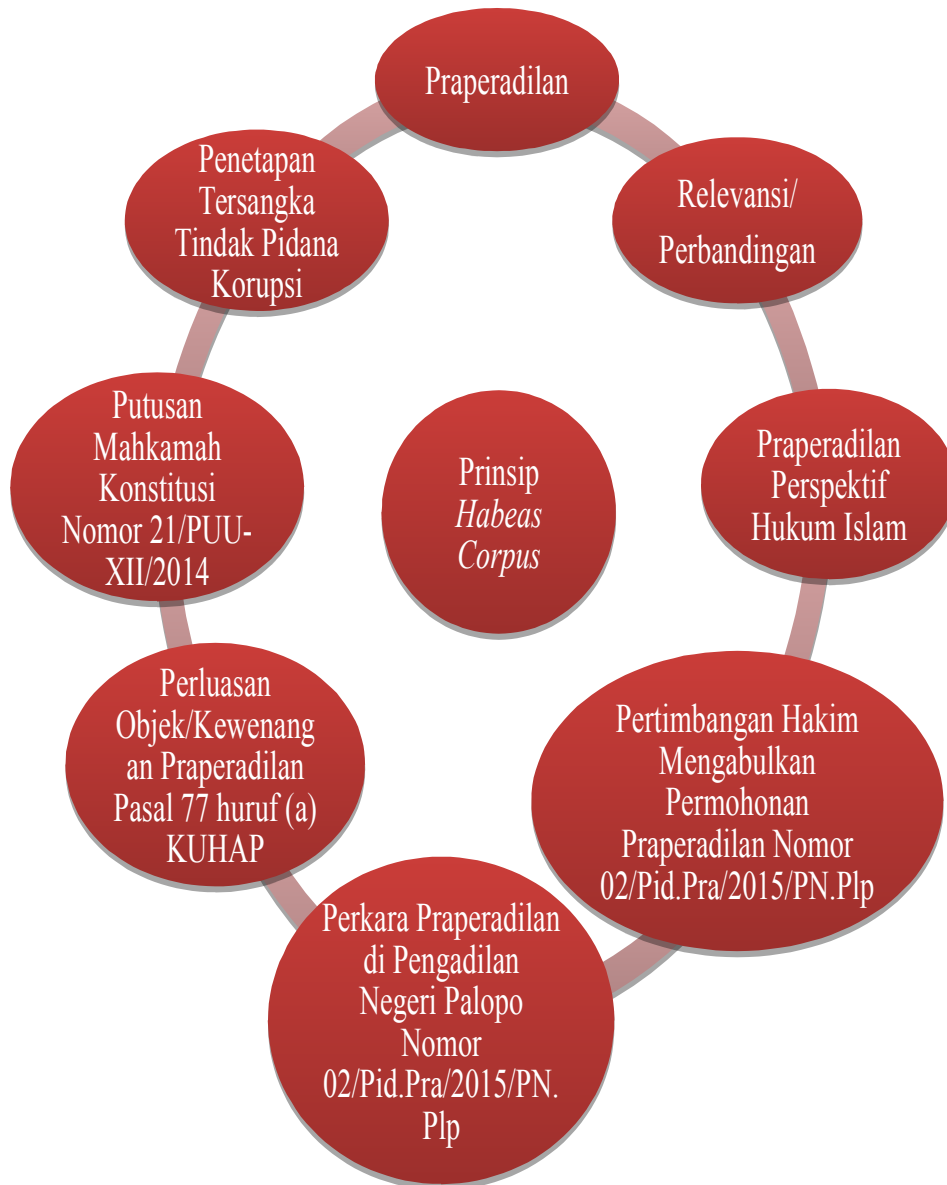 Praperadilan
Relevansi/
Perbandingan
Praperadilan
Perspektif
Hukum Islam
Pertimbangan Hakim
Mengabulkan
Permohonan
Praperadilan Nomor
02/Pid.Pra/2015/PN.Plp
Perkara Praperadilan
di Pengadilan
Negeri Palopo
Nomor
02/Pid.Pra/2015/PN.
Plp
Perluasan
Objek/Kewenang
an Praperadilan
Pasal 77 huruf (a)
KUHAP
Putusan
Mahkamah
Konstitusi
Nomor 21/PUU-
XII/2014
Penetapan
Tersangka
Tindak Pidana
Korupsi
Prinsip
Habeas
Corpus